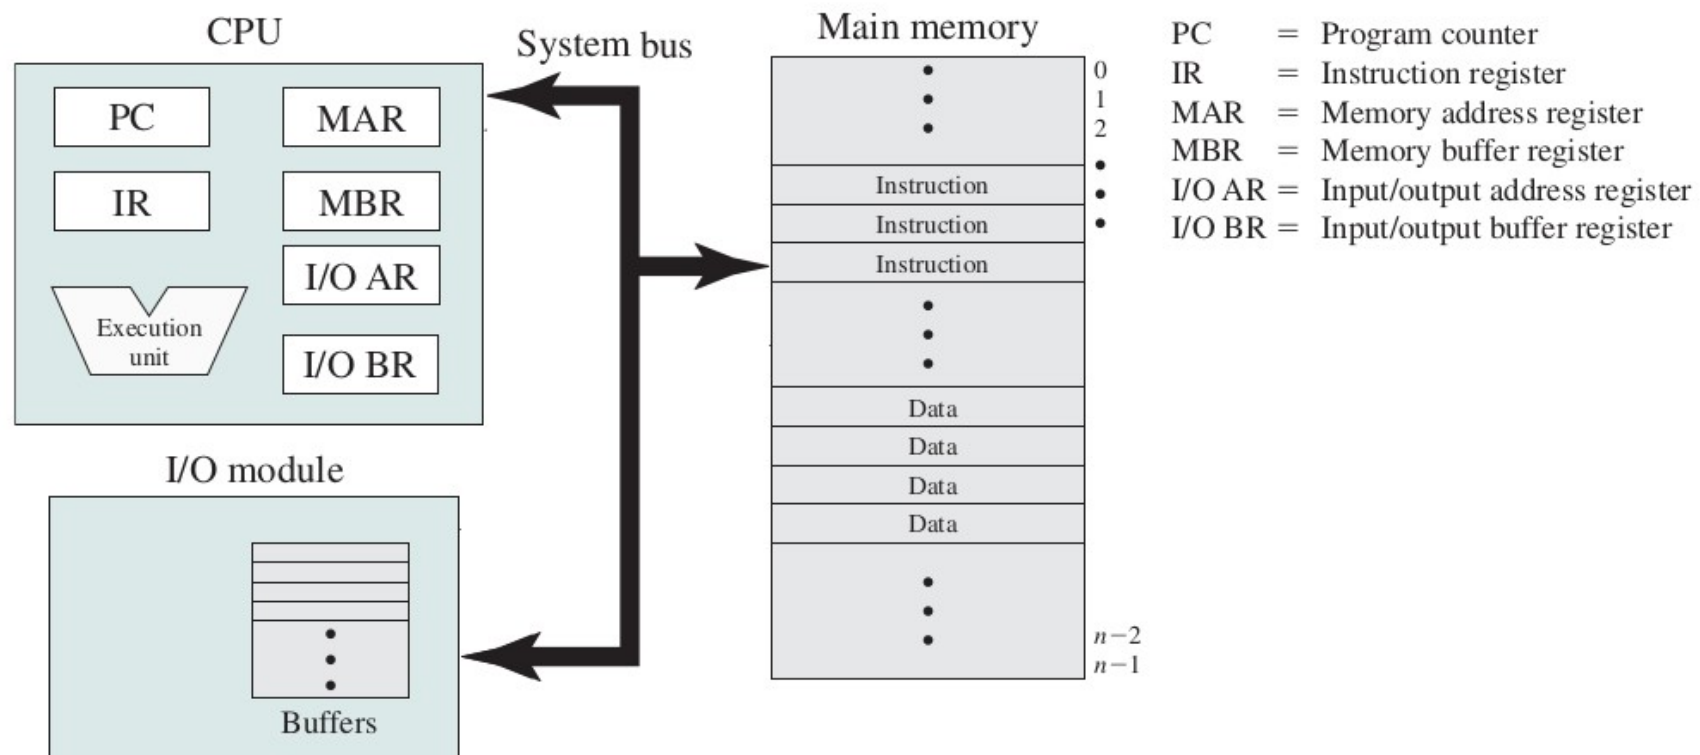 CPU
System bus
Main memory
PC
MAR
IR
MBR
I/O AR
I/O BR
Execution
unit
I/O module
Buffers
0
1
2
Instruction
Instruction
Instruction
Data
Data
Data
Data
n−2
n−1
PC = Program counter
IR = Instruction register
MAR = Memory address register
MBR = Memory buffer register
I/O AR = Input/output address register
I/O BR = Input/output buffer register